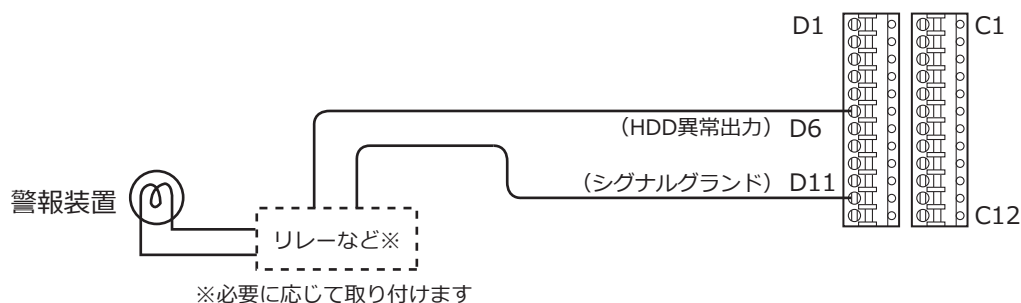 D1
C1
（HDD異常出力） D6
（シグナルグランド） D11
警報装置
リレーなど※
C12
※必要に応じて取り付けます